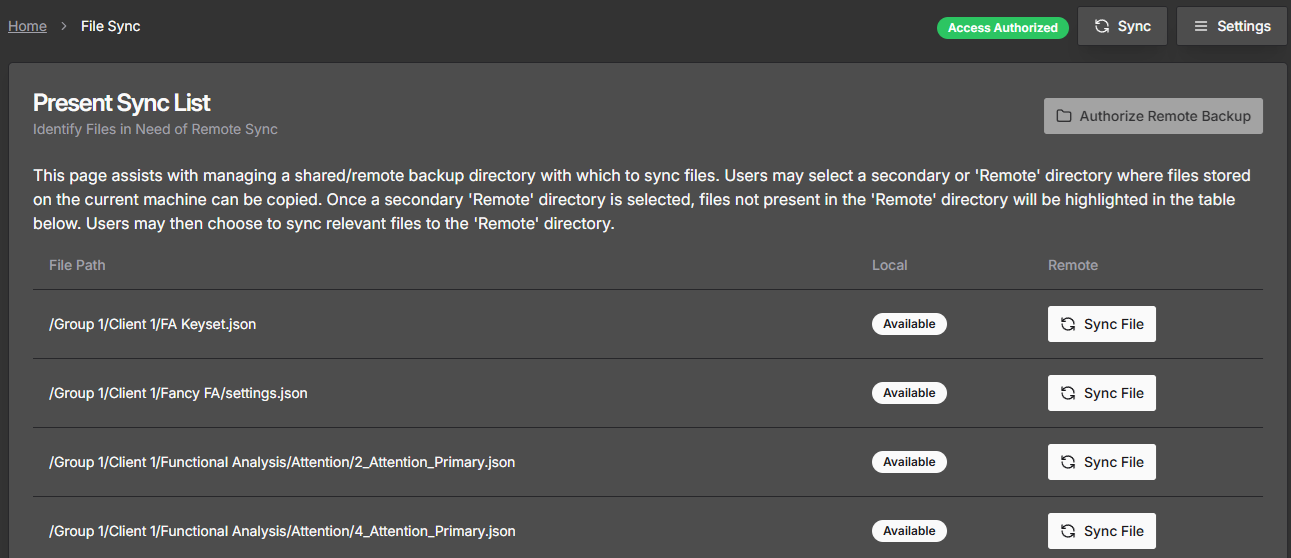 Home > File Sync
Access Authorized
Sync
Settings
Present Sync List
Identify Files in Need of Remote Sync
Authorize Remote Backup
This page assists with managing a shared/remote backup directory with which to sync files. Users may select a secondary or 'Remote' directory where files stored
on the current machine can be copied. Once a secondary 'Remote' directory is selected, files not present in the 'Remote' directory will be highlighted in the table
below. Users may then choose to sync relevant files to the 'Remote' directory.
File Path Local Remote
/Group 1/Client 1/FA Keyset.json Available Sync File
/Group 1/Client 1/Fancy FA/settings.json Available Sync File
/Group 1/Client 1/Functional Analysis/Attention/2_Attention_Primary.json Available Sync File
/Group 1/Client 1/Functional Analysis/Attention/4_Attention_Primary.json Available Sync File